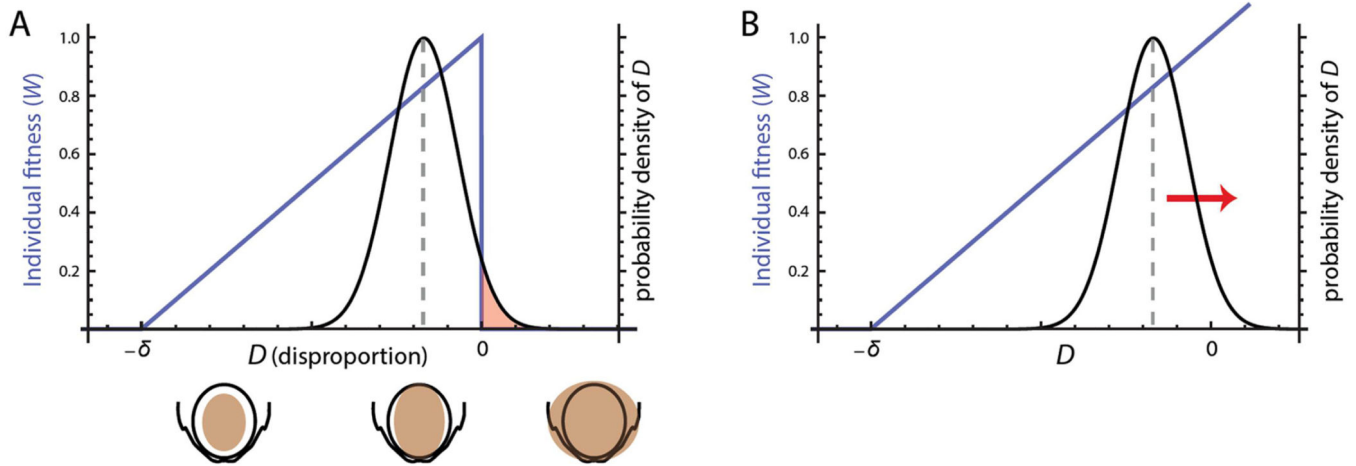 A
Individual fitness (W)
1.0
0.8
0.6
0.4
0.2
probability density of D
−δ
D (disproportion)
0
B
Individual fitness (W)
1.0
0.8
0.6
0.4
0.2
probability density of D
−δ
D
0